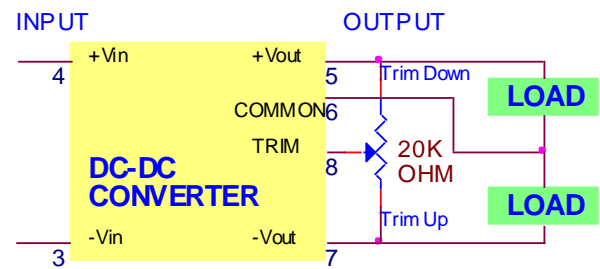 INPUT OUTPUT
+Vin +Vout
4 5
Trim Down
LOAD
COMMON 6
TRIM
8
20K
OHM
DC-DC
CONVERTER
LOAD
Trim Up
-Vin -Vout
3 7